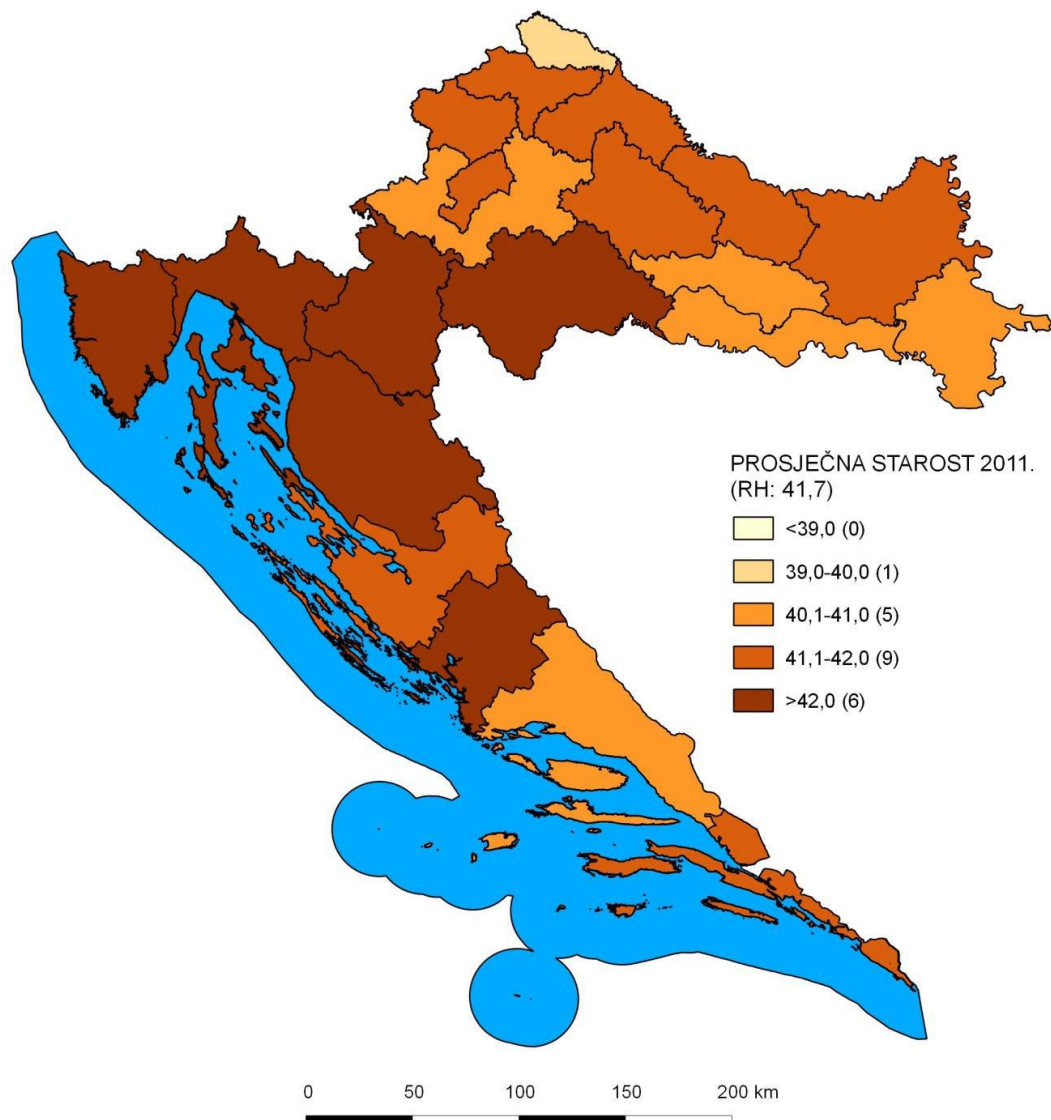 PROSJEČNA STAROST 2011.
(RH: 41,7)
<39,0 (0)
39,0-40,0 (1)
40,1-41,0 (5)
41,1-42,0 (9)
>42,0 (6)
0 50 100 150 200 km